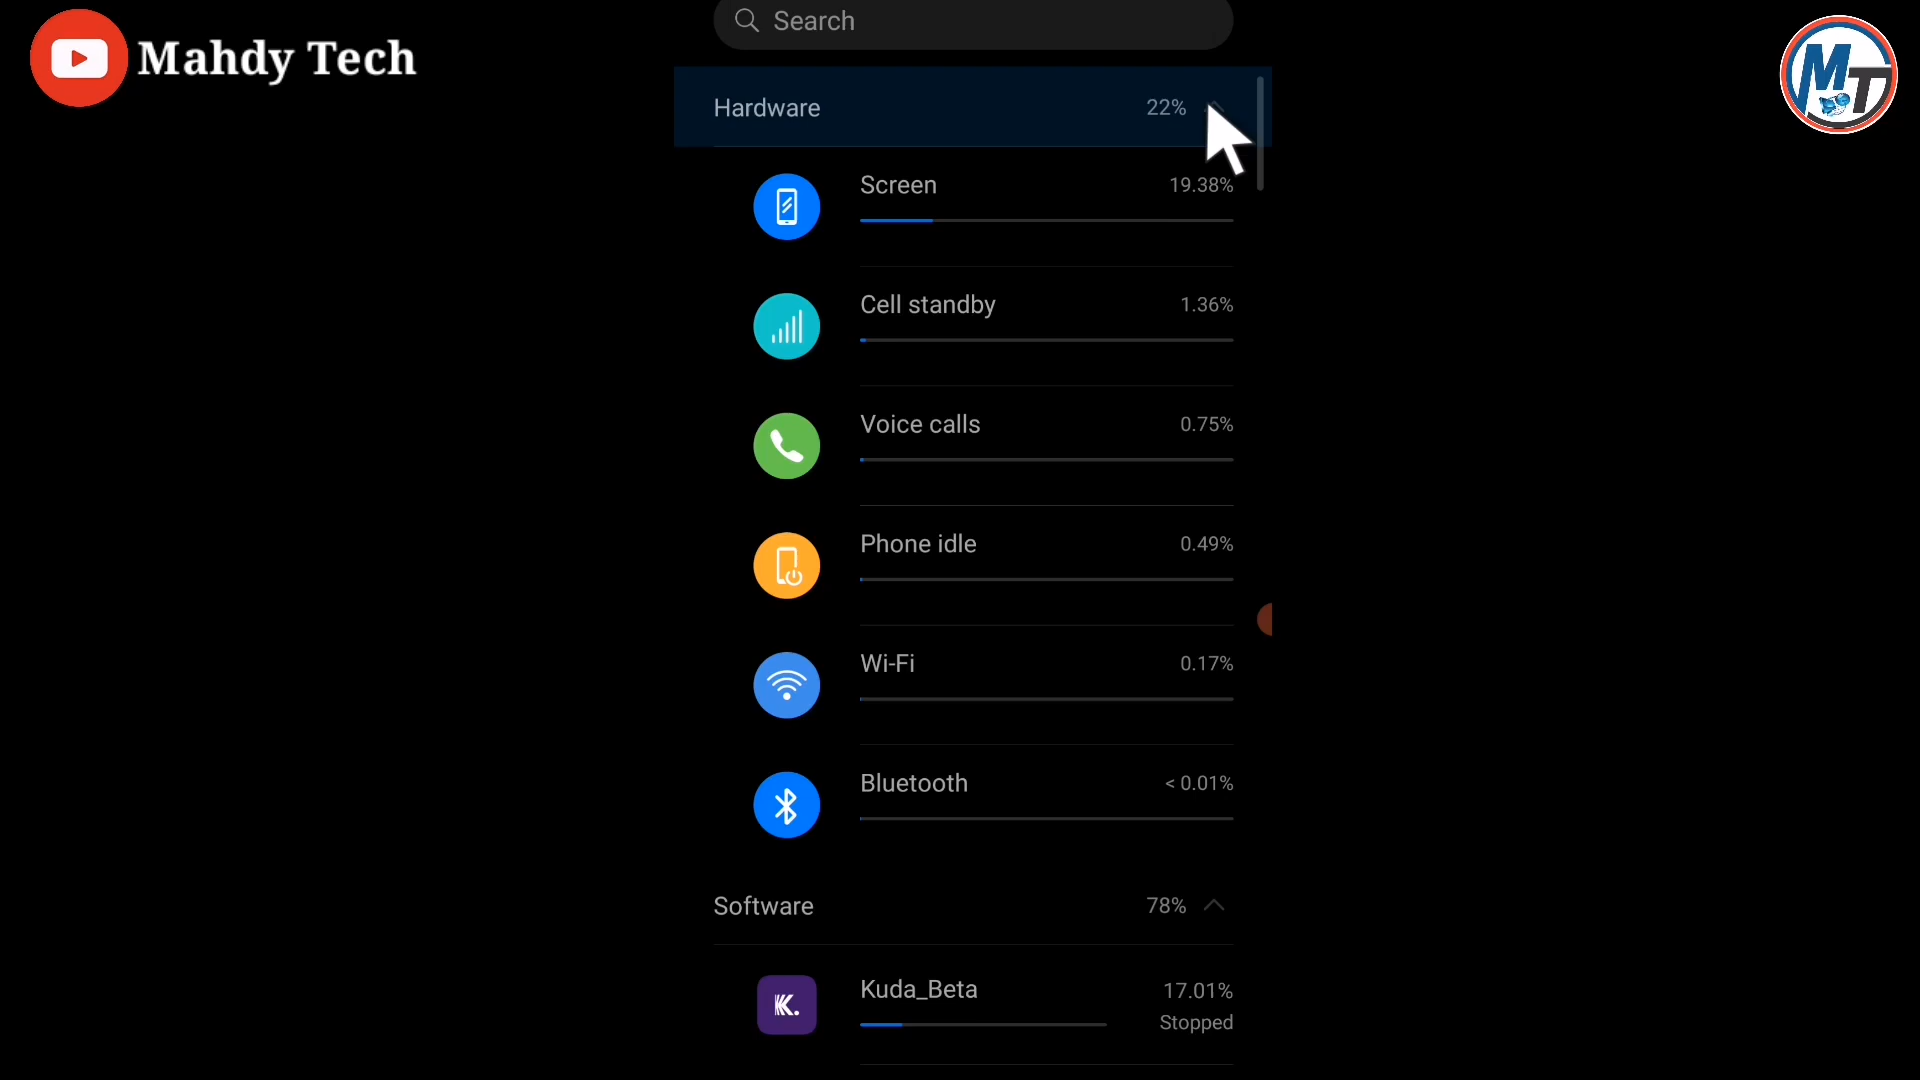 Mahdy Tech
MT
Search
Hardware 22%
Screen 19.38%
Cell standby 1.36%
Voice calls 0.75%
Phone idle 0.49%
Wi-Fi 0.17%
Bluetooth < 0.01%
Software 78%
K.
Kuda_Beta 17.01%
Stopped